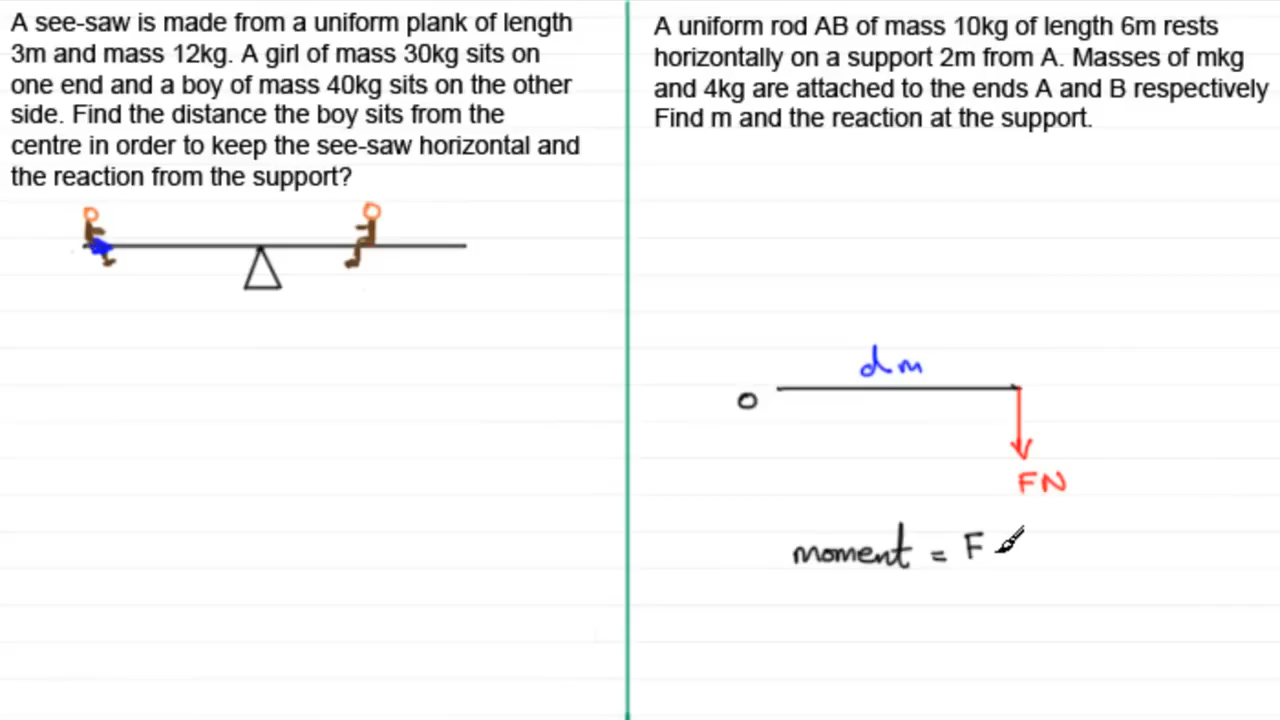 A see-saw is made from a uniform plank of length
3m and mass 12kg. A girl of mass 30kg sits on
one end and a boy of mass 40kg sits on the other
side. Find the distance the boy sits from the
centre in order to keep the see-saw horizontal and
the reaction from the support?
A uniform rod AB of mass 10kg of length 6m rests
horizontally on a support 2m from A. Masses of mkg
and 4kg are attached to the ends A and B respectively
Find m and the reaction at the support.
d m
O
FN
moment = F